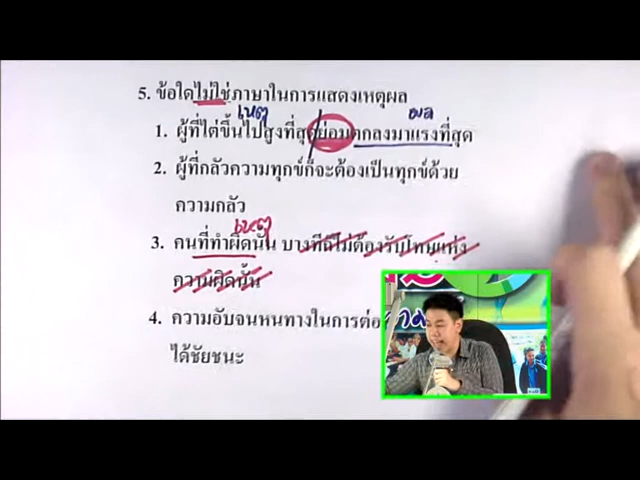 5. ข้อใดไม่ใช่ภาษาในการแสดงเหตุผล
เหตุ ผล
1. ผู้ที่ไต่ขึ้นไปสูงที่สุดย่อมตกลงมาแรงที่สุด
2. ผู้ที่กลัวความทุกข์ก็จะต้องเป็นทุกข์ด้วย
ความกลัว
เหตุ
3. คนที่ทำผิดนั้น บางทีก็ไม่ต้องรับโทษแห่ง
ความผิดนั้น
4. ความอับจนหนทางในการต่อ
ได้ชัยชนะ